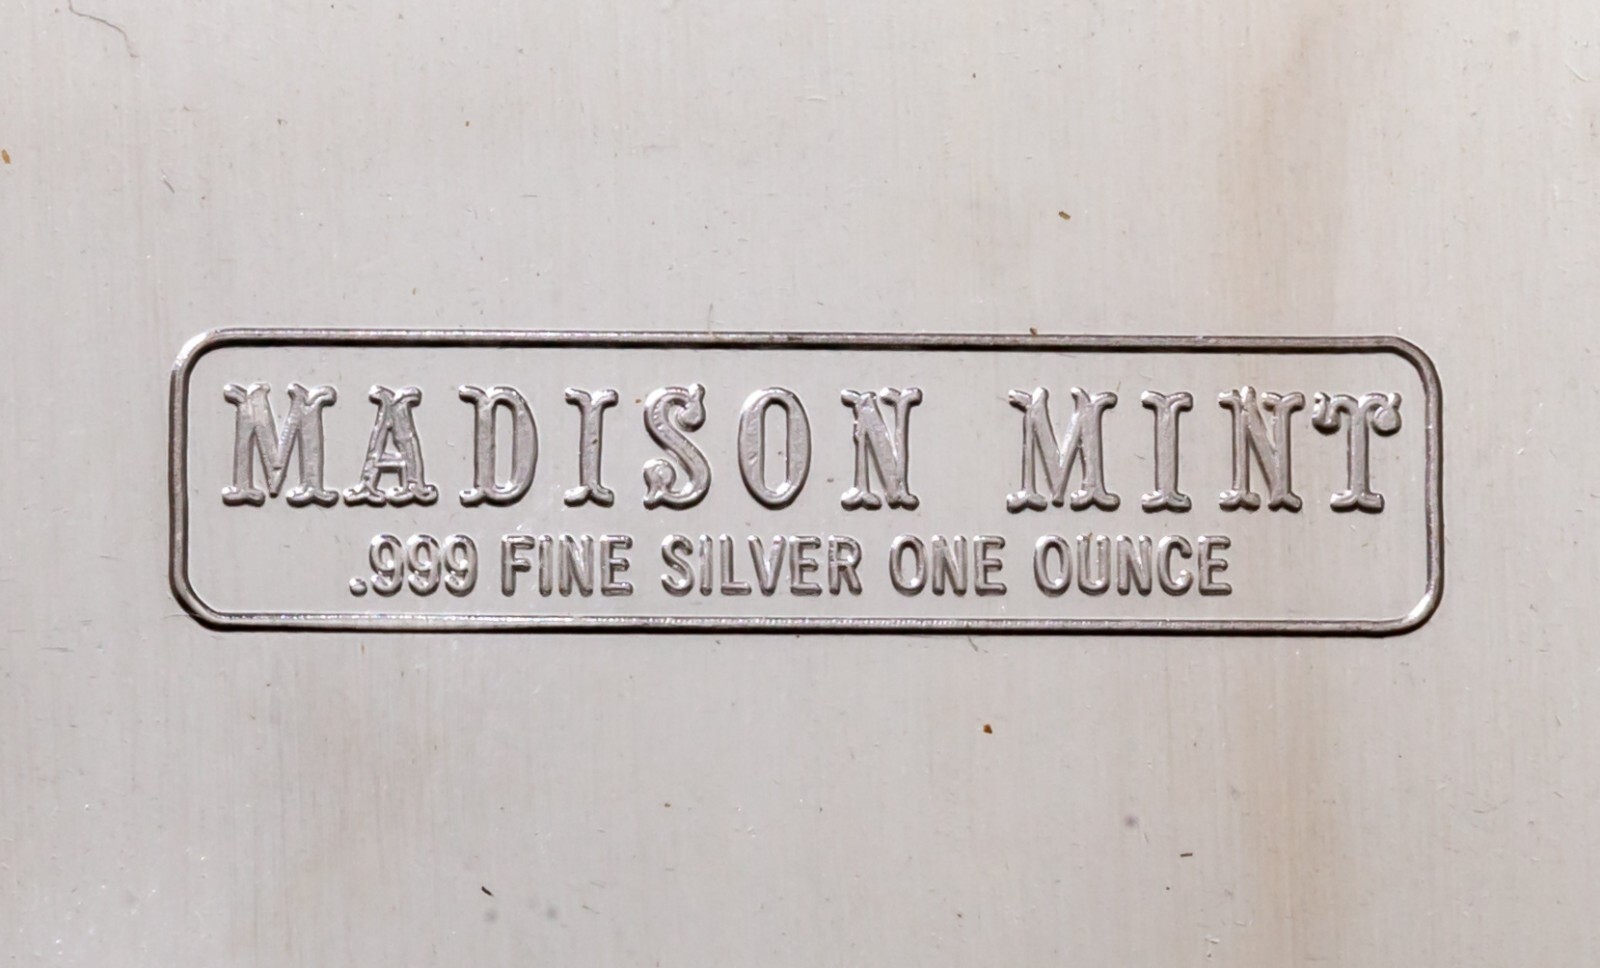 MADISON MINT
.999 FINE SILVER ONE OUNCE